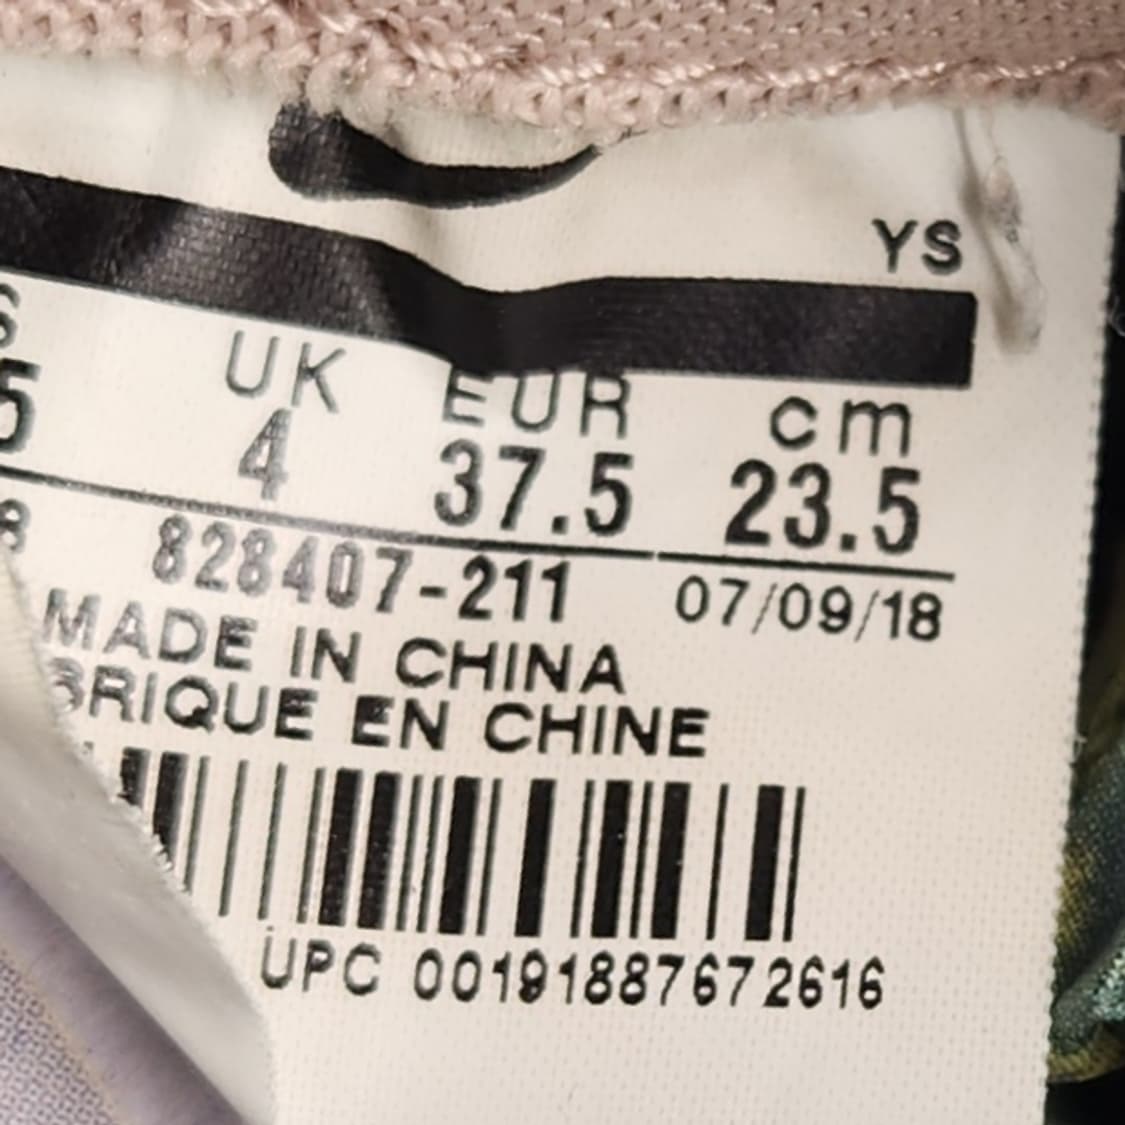 YS
UK EUR cm
5 4 37.5 23.5
828407-211 07/09/18
MADE IN CHINA
BRIQUE EN CHINE
UPC 00191887672616